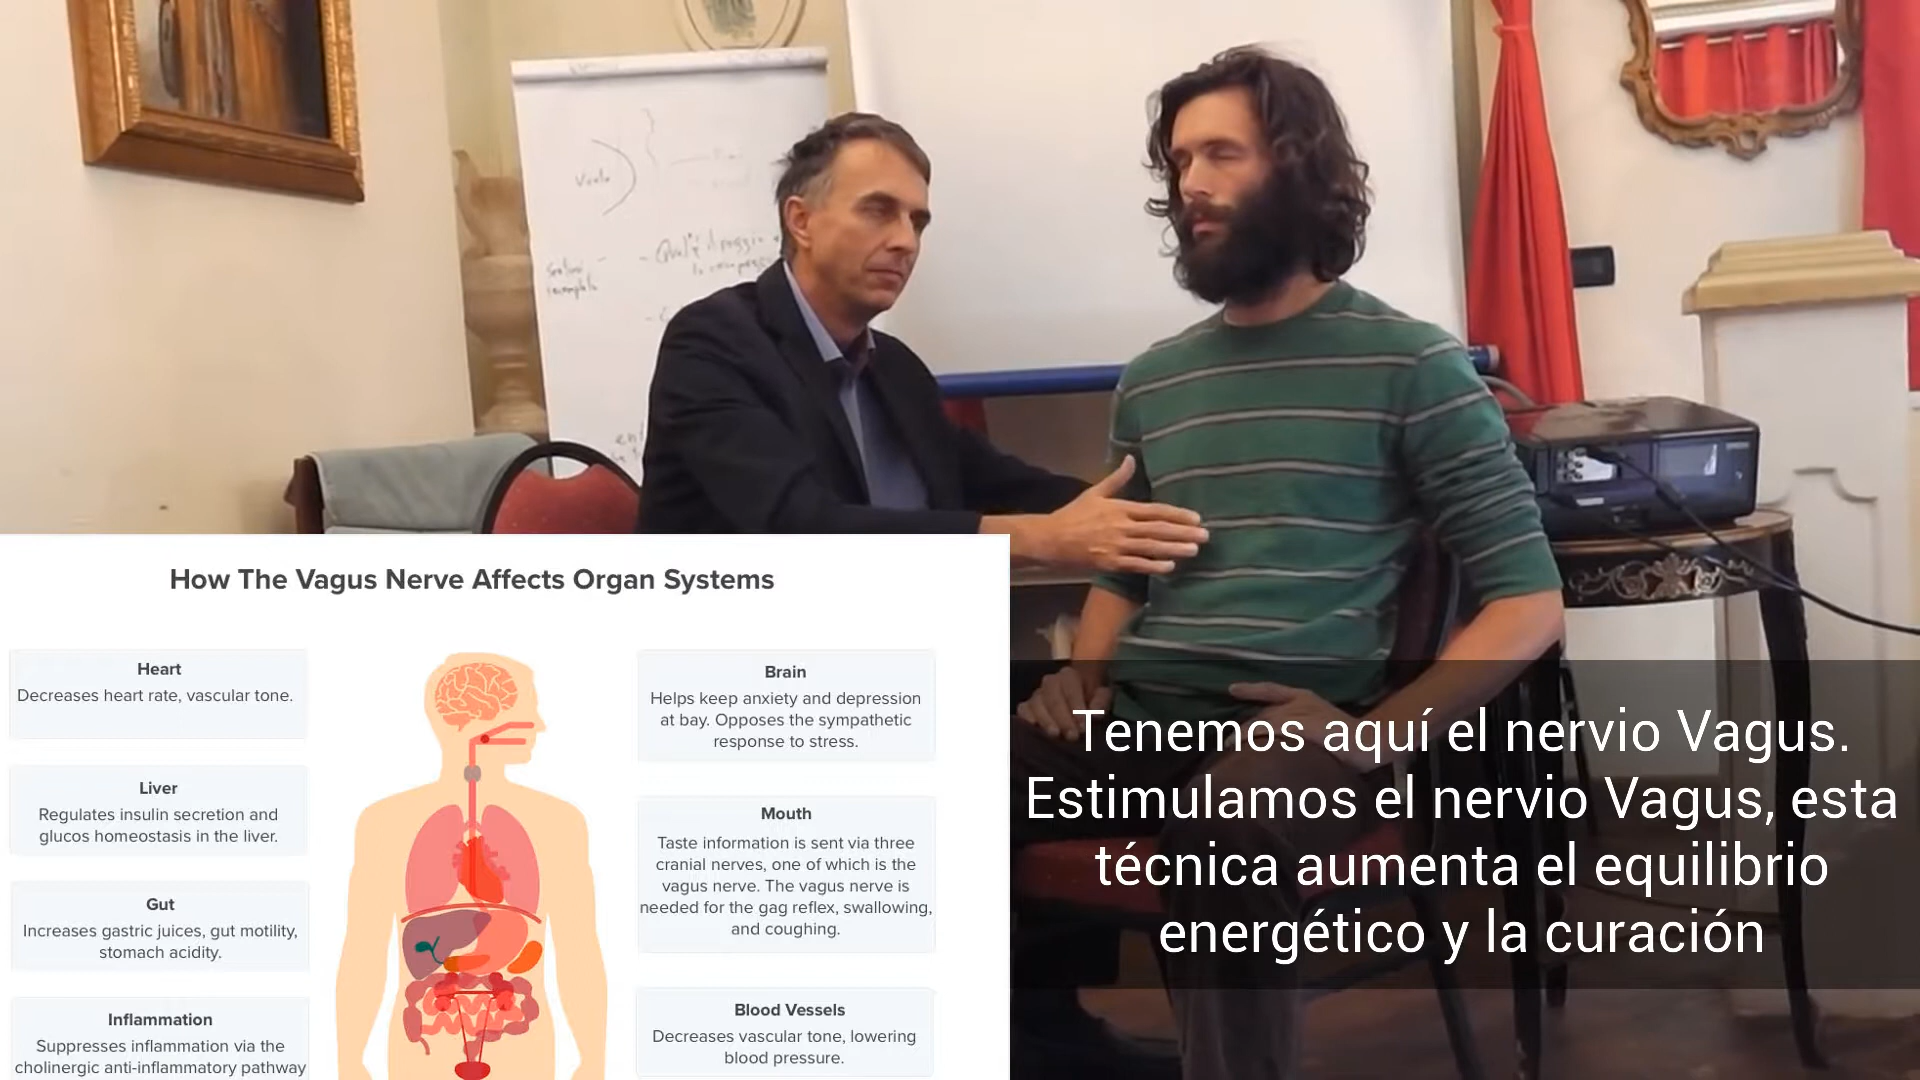 How The Vagus Nerve Affects Organ Systems
Heart
Decreases heart rate, vascular tone.
Liver
Regulates insulin secretion and
glucos homeostasis in the liver.
Gut
Increases gastric juices, gut motility,
stomach acidity.
Inflammation
Suppresses inflammation via the
cholinergic anti-inflammatory pathway
Brain
Helps keep anxiety and depression
at bay. Opposes the sympathetic
response to stress.
Mouth
Taste information is sent via three
cranial nerves, one of which is the
vagus nerve. The vagus nerve is
needed for the gag reflex, swallowing,
and coughing.
Blood Vessels
Decreases vascular tone, lowering
blood pressure.
Tenemos aquí el nervio Vagus.
Estimulamos el nervio Vagus, esta
técnica aumenta el equilibrio
energético y la curación